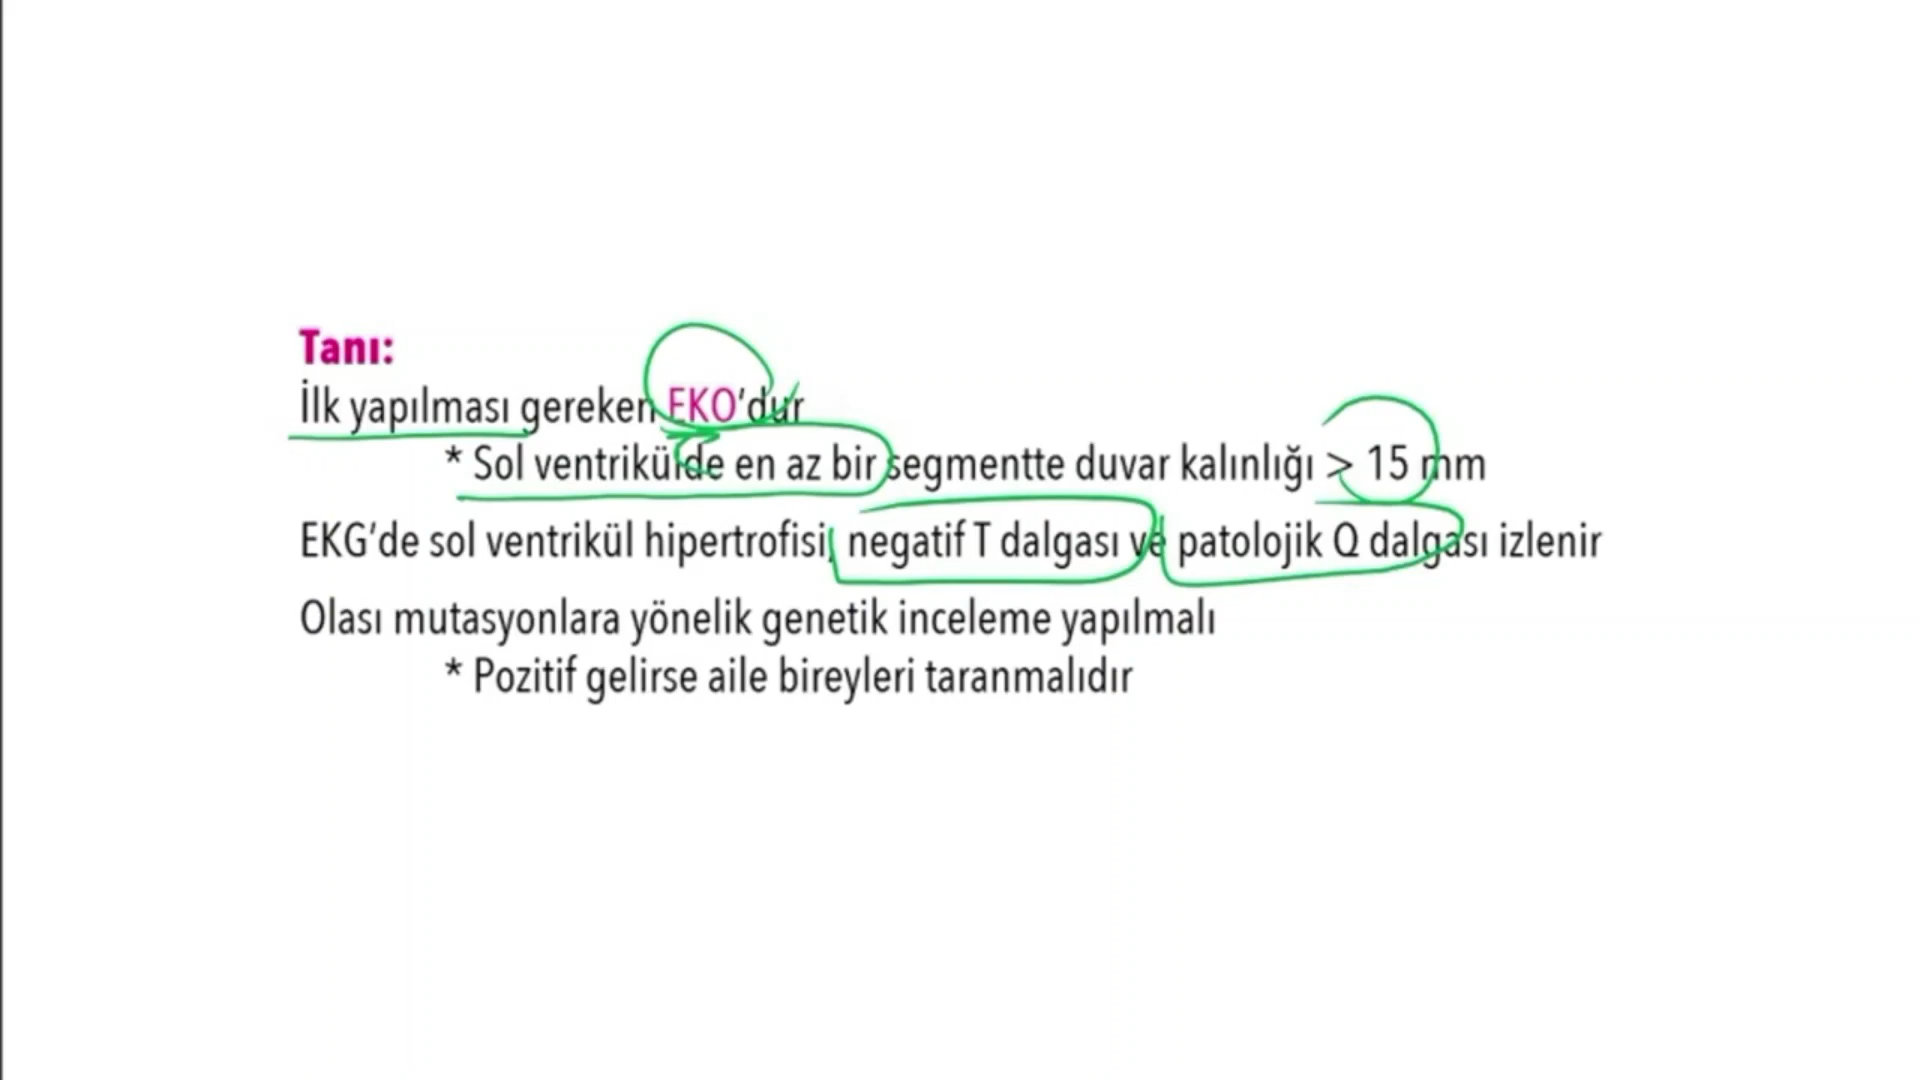 Tanı:
İlk yapılması gereken EKO'dur
* Sol ventrikülde en az bir segmentte duvar kalınlığı > 15 mm
EKG'de sol ventrikül hipertrofisi, negatif T dalgası ve patolojik Q dalgası izlenir
Olası mutasyonlara yönelik genetik inceleme yapılmalı
* Pozitif gelirse aile bireyleri taranmalıdır